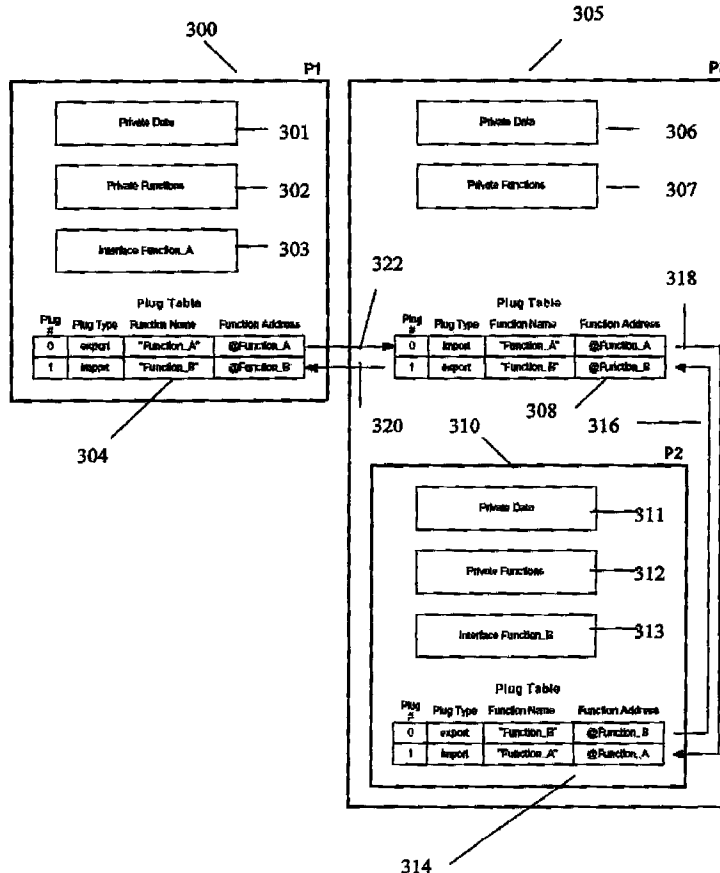 300
P1
Private Data
301
Private Functions
302
Interface Function_A
303
Plug Table
Plug # Plug Type Function Name Function Address
0 export "Function_A" @Function_A
1 import "Function_B" @Function_B
304
322
320
305
Private Data
306
Private Functions
307
Plug Table
318
Plug # Plug Type Function Name Function Address
0 import "Function_A" @Function_A
1 export "Function_B" @Function_B
308
316
310
P2
Private Data
311
Private Functions
312
Interface Function_B
313
Plug Table
Plug # Plug Type Function Name Function Address
0 export "Function_B" @Function_B
1 import "Function_A" @Function_A
314